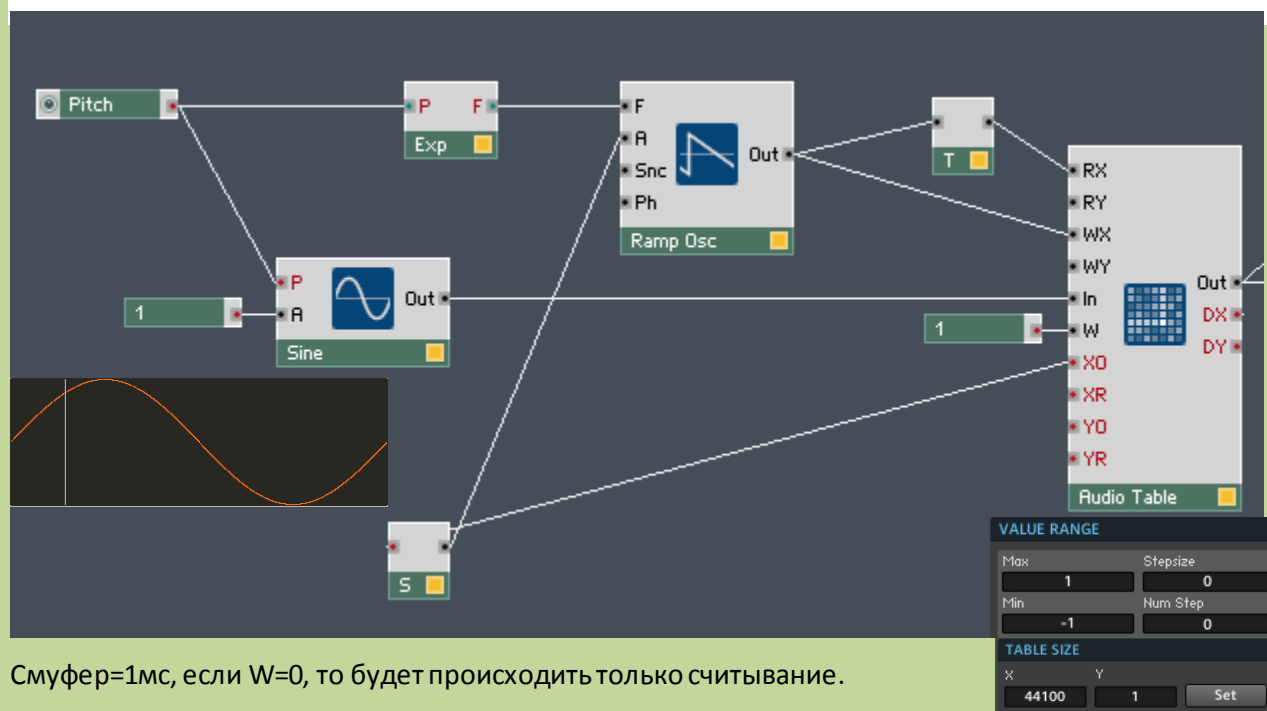 Pitch
P F
Exp
F
A
Snc
Ph
Out
Ramp Osc
T
RX
RY
WX
WY
In
W
XO
XR
YO
YR
Out
DX
DY
Audio Table
1
P
A
Out
Sine
1
S
VALUE RANGE
Max Stepsize
1 0
Min Num Step
-1 0
TABLE SIZE
X Y
44100 1 Set
Смуфер=1мс, если W=0, то будет происходить только считывание.